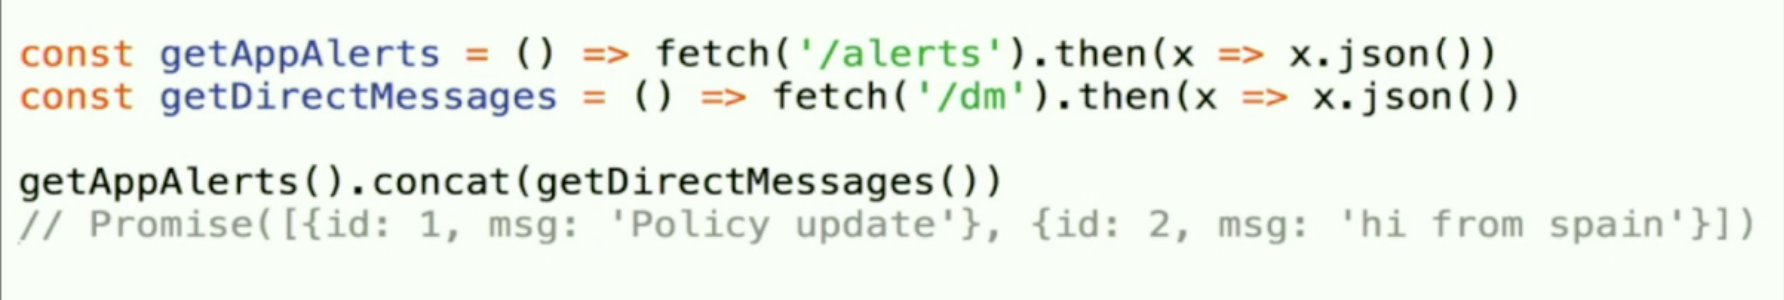 const getAppAlerts = () => fetch('/alerts').then(x => x.json())
const getDirectMessages = () => fetch('/dm').then(x => x.json())
getAppAlerts().concat(getDirectMessages())
// Promise([{id: 1, msg: 'Policy update'}, {id: 2, msg: 'hi from spain'}])